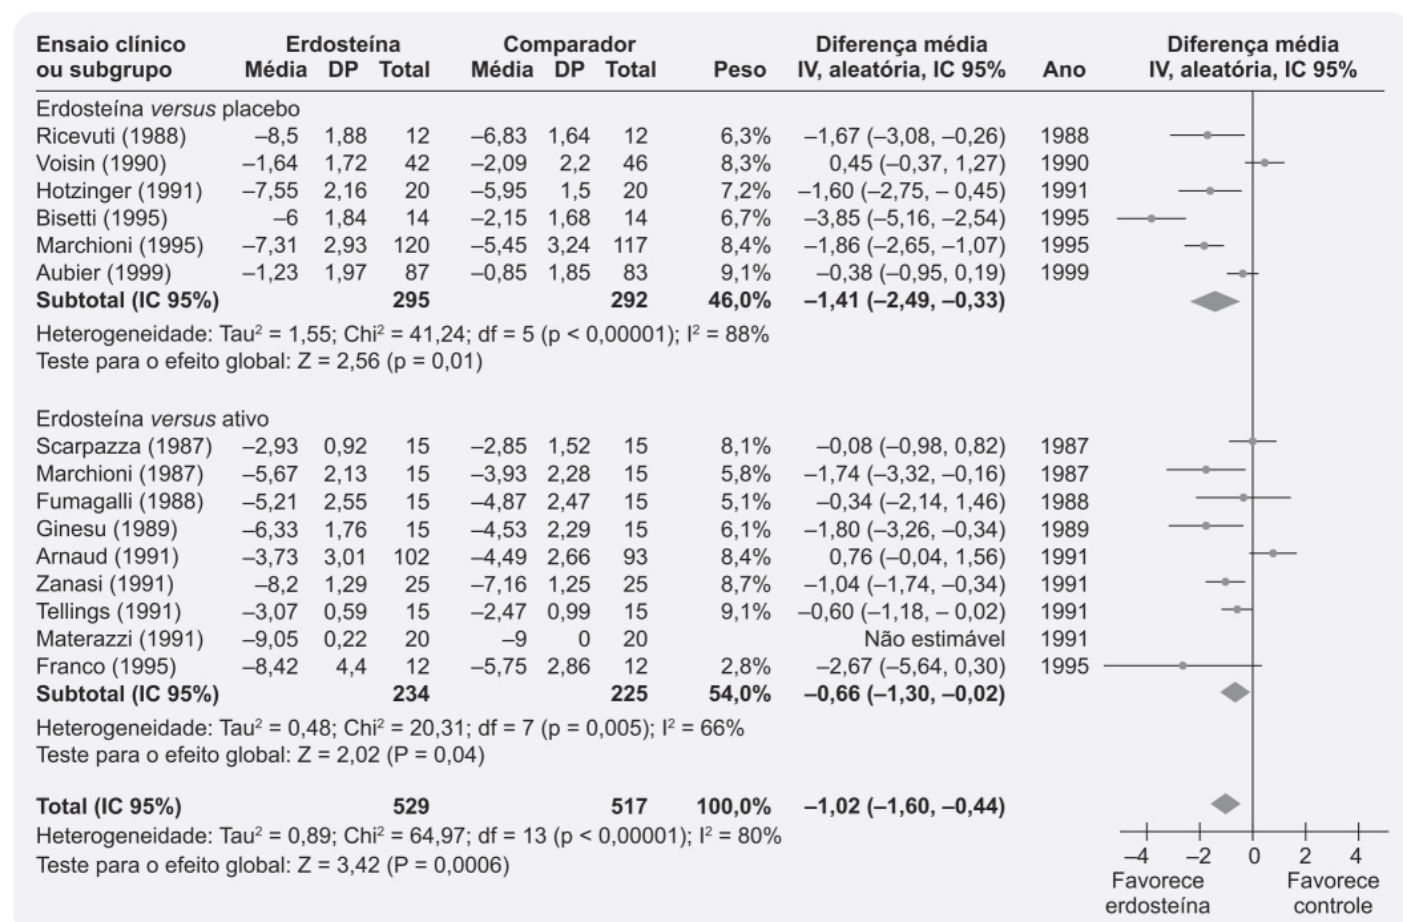 Ensaio clínico Erdosteína Comparador Diferença média Diferença média
ou subgrupo Média DP Total Média DP Total Peso IV, aleatória, IC 95% Ano IV, aleatória, IC 95%
Erdosteína versus placebo
Ricevuti (1988) –8,5 1,88 12 –6,83 1,64 12 6,3% –1,67 (–3,08, –0,26) 1988
Voisin (1990) –1,64 1,72 42 –2,09 2,2 46 8,3% 0,45 (–0,37, 1,27) 1990
Hotzinger (1991) –7,55 2,16 20 –5,95 1,5 20 7,2% –1,60 (–2,75, – 0,45) 1991
Bisetti (1995) –6 1,84 14 –2,15 1,68 14 6,7% –3,85 (–5,16, –2,54) 1995
Marchioni (1995) –7,31 2,93 120 –5,45 3,24 117 8,4% –1,86 (–2,65, –1,07) 1995
Aubier (1999) –1,23 1,97 87 –0,85 1,85 83 9,1% –0,38 (–0,95, 0,19) 1999
Subtotal (IC 95%) 295 292 46,0% –1,41 (–2,49, –0,33)
Heterogeneidade: Tau² = 1,55; Chi² = 41,24; df = 5 (p < 0,00001); I² = 88%
Teste para o efeito global: Z = 2,56 (p = 0,01)
Erdosteína versus ativo
Scarpazza (1987) –2,93 0,92 15 –2,85 1,52 15 8,1% –0,08 (–0,98, 0,82) 1987
Marchioni (1987) –5,67 2,13 15 –3,93 2,28 15 5,8% –1,74 (–3,32, –0,16) 1987
Fumagalli (1988) –5,21 2,55 15 –4,87 2,47 15 5,1% –0,34 (–2,14, 1,46) 1988
Ginesu (1989) –6,33 1,76 15 –4,53 2,29 15 6,1% –1,80 (–3,26, –0,34) 1989
Arnaud (1991) –3,73 3,01 102 –4,49 2,66 93 8,4% 0,76 (–0,04, 1,56) 1991
Zanasi (1991) –8,2 1,29 25 –7,16 1,25 25 8,7% –1,04 (–1,74, –0,34) 1991
Tellings (1991) –3,07 0,59 15 –2,47 0,99 15 9,1% –0,60 (–1,18, – 0,02) 1991
Materazzi (1991) –9,05 0,22 20 –9 0 20 Não estimável 1991
Franco (1995) –8,42 4,4 12 –5,75 2,86 12 2,8% –2,67 (–5,64, 0,30) 1995
Subtotal (IC 95%) 234 225 54,0% –0,66 (–1,30, –0,02)
Heterogeneidade: Tau² = 0,48; Chi² = 20,31; df = 7 (p = 0,005); I² = 66%
Teste para o efeito global: Z = 2,02 (P = 0,04)
Total (IC 95%) 529 517 100,0% –1,02 (–1,60, –0,44)
Heterogeneidade: Tau² = 0,89; Chi² = 64,97; df = 13 (p < 0,00001); I² = 80%
Teste para o efeito global: Z = 3,42 (P = 0,0006)
–4 –2 0 2 4
Favorece Favorece
erdosteína controle